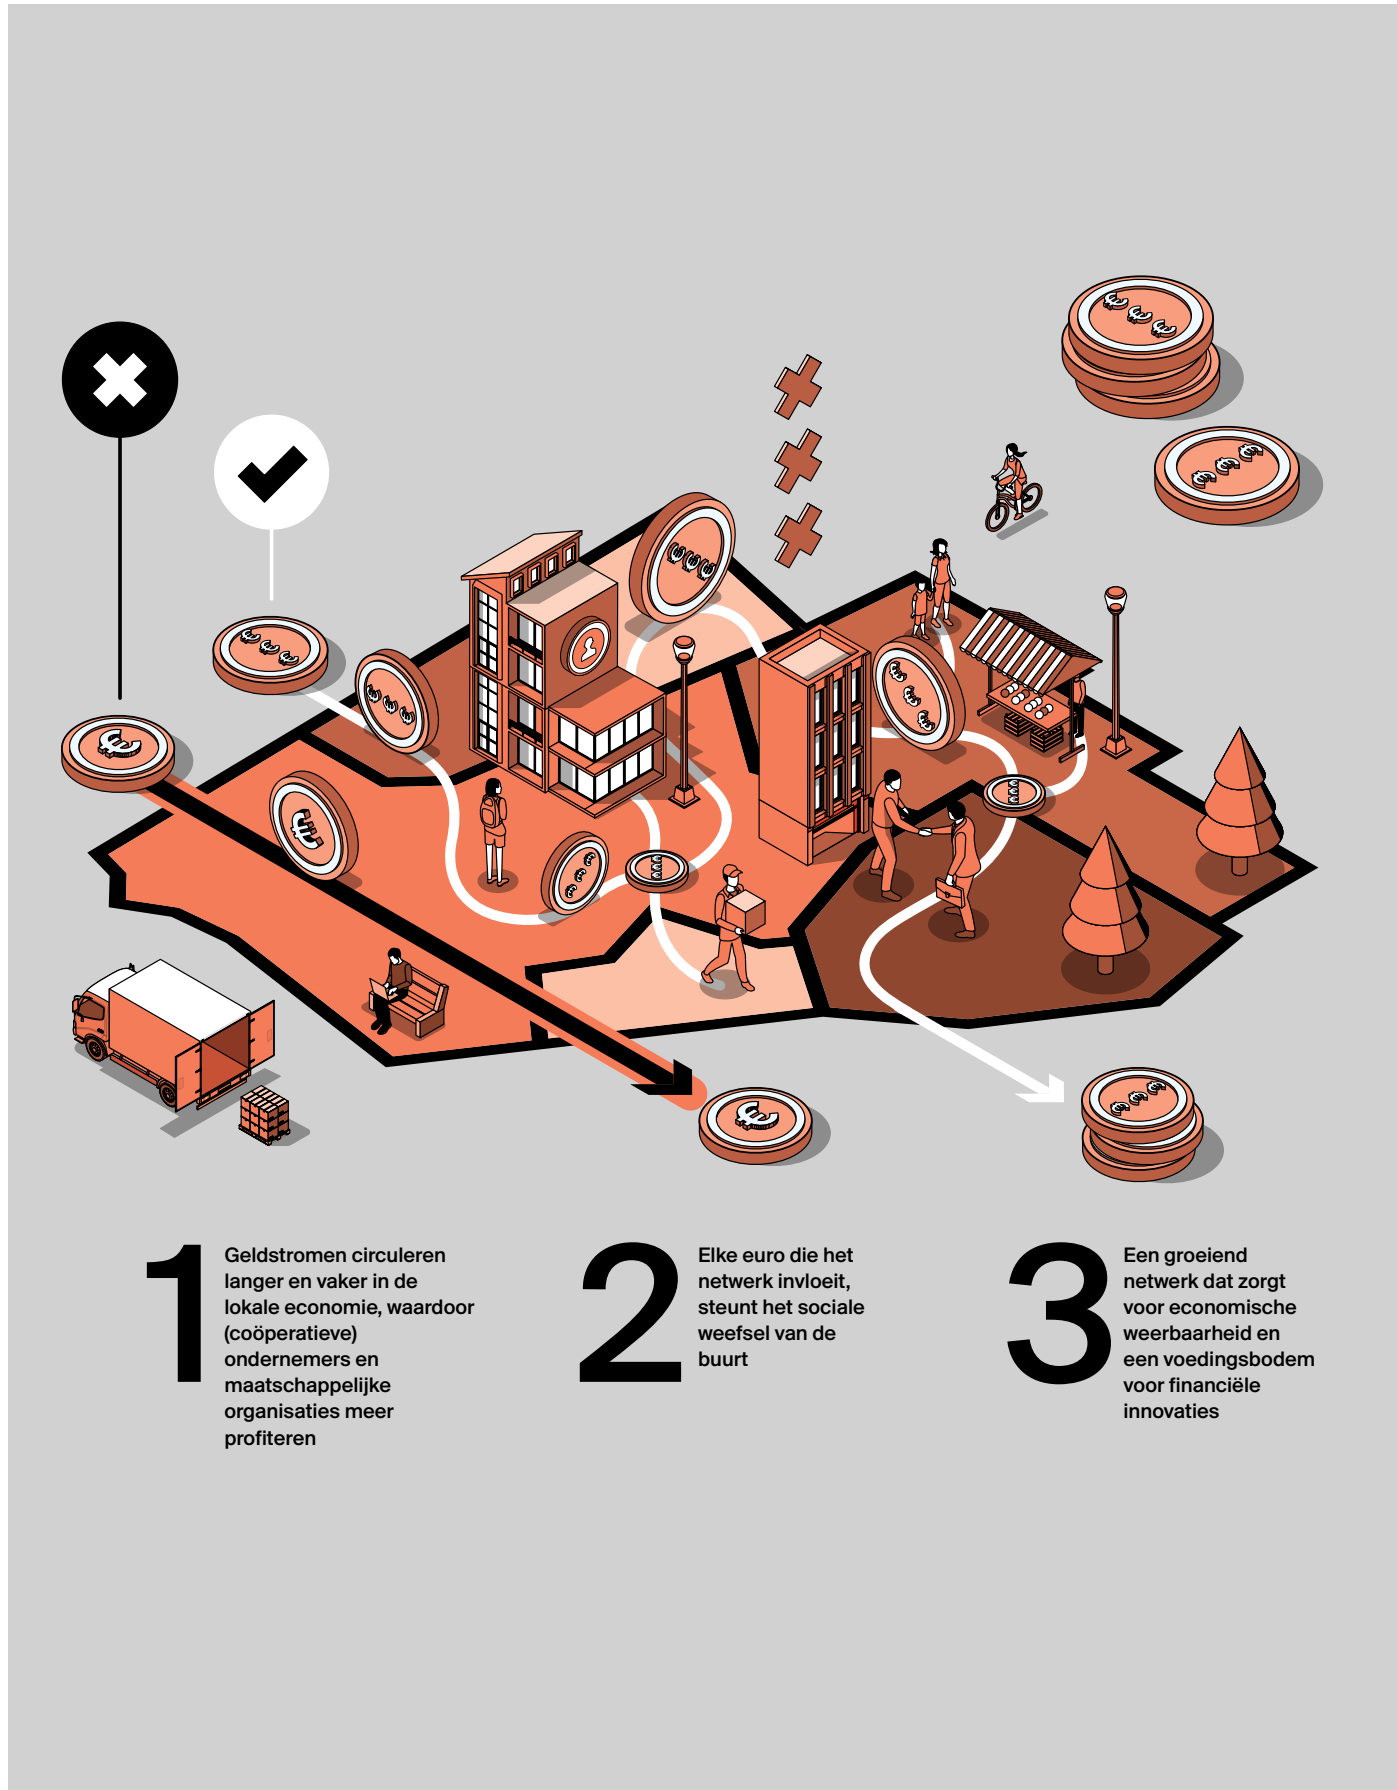 1
Geldstromen circuleren
langer en vaker in de
lokale economie, waardoor
(coöperatieve)
ondernemers en
maatschappelijke
organisaties meer
profiteren
2
Elke euro die het
netwerk invloeit,
steunt het sociale
weefsel van de
buurt
3
Een groeiend
netwerk dat zorgt
voor economische
weerbaarheid en
een voedingsbodem
voor financiële
innovaties